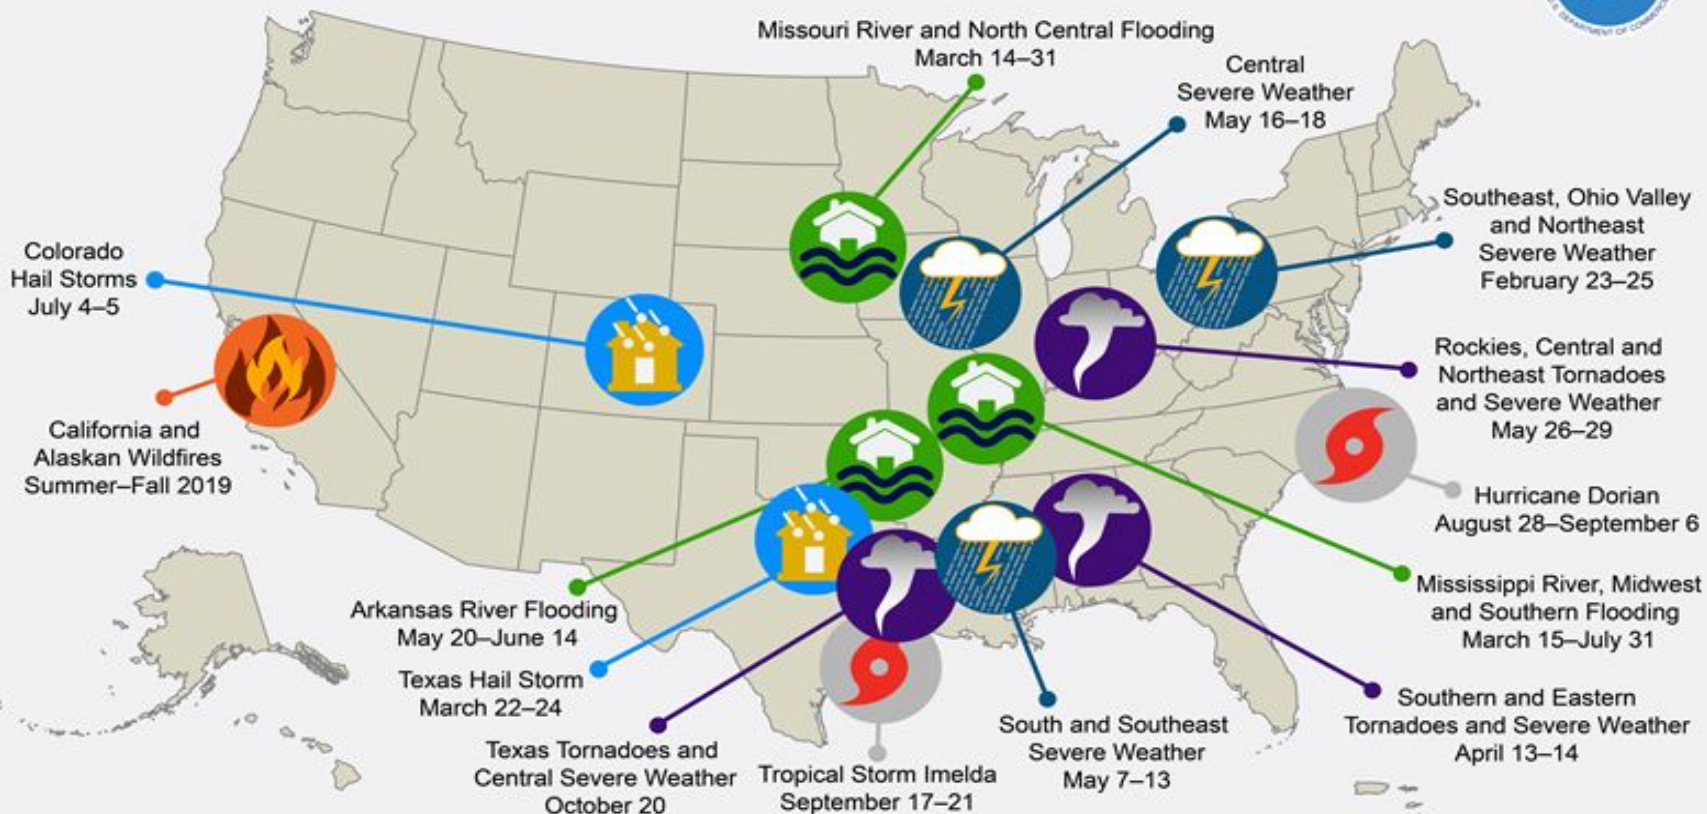 Missouri River and North Central Flooding
March 14–31
Central
Severe Weather
May 16–18
U.S. DEPARTMENT OF COMMERCE
Southeast, Ohio Valley
and Northeast
Severe Weather
February 23–25
Colorado
Hail Storms
July 4–5
Rockies, Central and
Northeast Tornadoes
and Severe Weather
May 26–29
California and
Alaskan Wildfires
Summer–Fall 2019
Hurricane Dorian
August 28–September 6
Mississippi River, Midwest
and Southern Flooding
March 15–July 31
Arkansas River Flooding
May 20–June 14
Texas Hail Storm
March 22–24
Southern and Eastern
Tornadoes and Severe Weather
April 13–14
South and Southeast
Severe Weather
May 7–13
Texas Tornadoes and
Central Severe Weather
October 20
Tropical Storm Imelda
September 17–21